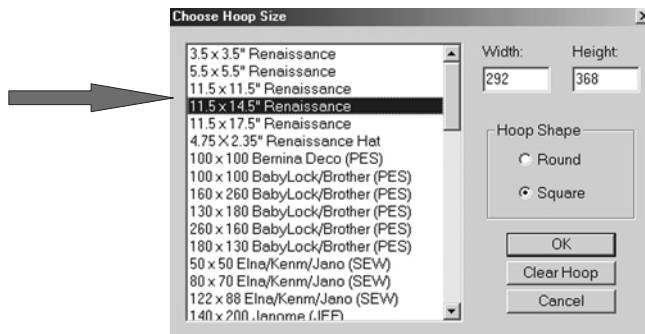 Choose Hoop Size
3.5 x 3.5" Renaissance
5.5 x 5.5" Renaissance
11.5 x 11.5" Renaissance
11.5 x 14.5" Renaissance
11.5 x 17.5" Renaissance
4.75 X 2.35" Renaissance Hat
100 x 100 Bernina Deco (PES)
100 x 100 BabyLock/Brother (PES)
160 x 260 BabyLock/Brother (PES)
130 x 180 BabyLock/Brother (PES)
260 x 160 BabyLock/Brother (PES)
180 x 130 BabyLock/Brother (PES)
50 x 50 Elna/Kenm/Jano (SEW)
80 x 70 Elna/Kenm/Jano (SEW)
122 x 88 Elna/Kenm/Jano (SEW)
140 x 200 Janome (JEF)
Width: Height:
292 368
Hoop Shape
Round
Square
OK
Clear Hoop
Cancel